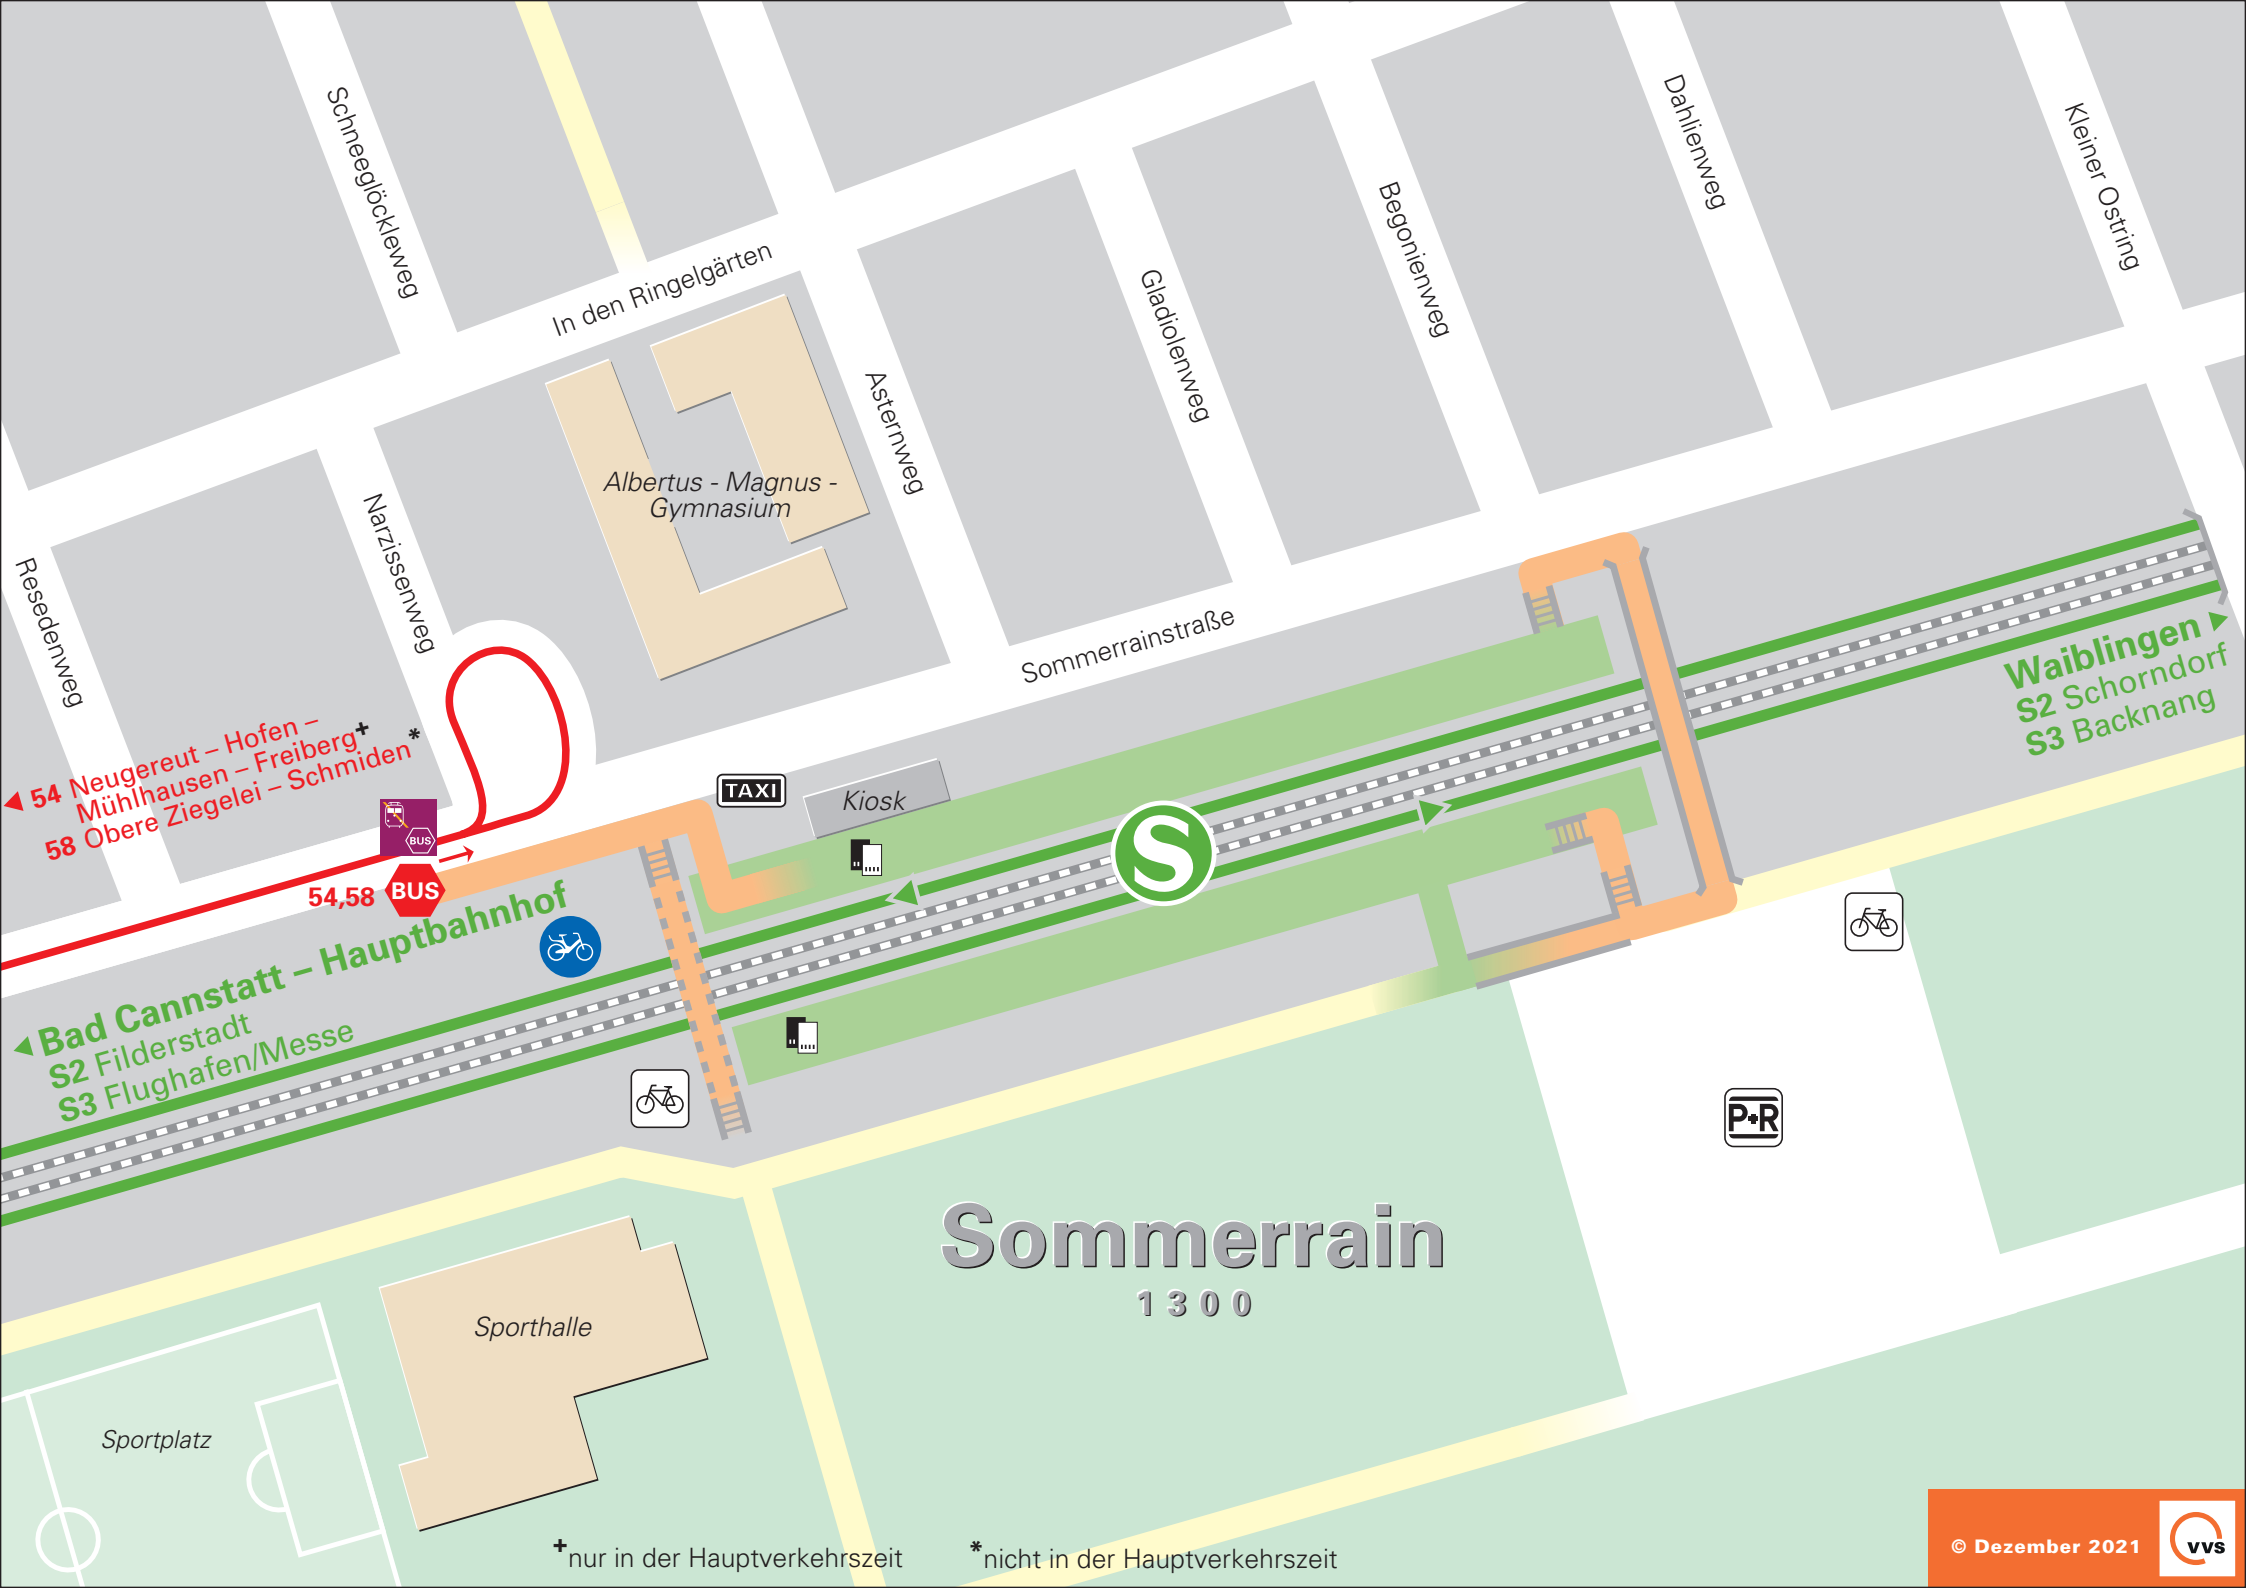 Schneeglöckleweg
In den Ringelgärten
Dahlienweg
Kleiner Ostring
Begonienweg
Gladiolenweg
Asternweg
Albertus - Magnus -
Gymnasium
Narzissenweg
Resedenweg
Sommerrainstraße
54 Neugereut – Hofen –
Mühlhausen – Freiberg+
58 Obere Ziegelei – Schmiden*
BUS
54,58
BUS
TAXI
Kiosk
S
Waiblingen
S2 Schorndorf
S3 Backnang
Bad Cannstatt – Hauptbahnhof
S2 Filderstadt
S3 Flughafen/Messe
P+R
Sommerrain
1300
Sporthalle
Sportplatz
+nur in der Hauptverkehrszeit
*nicht in der Hauptverkehrszeit
© Dezember 2021
VVS